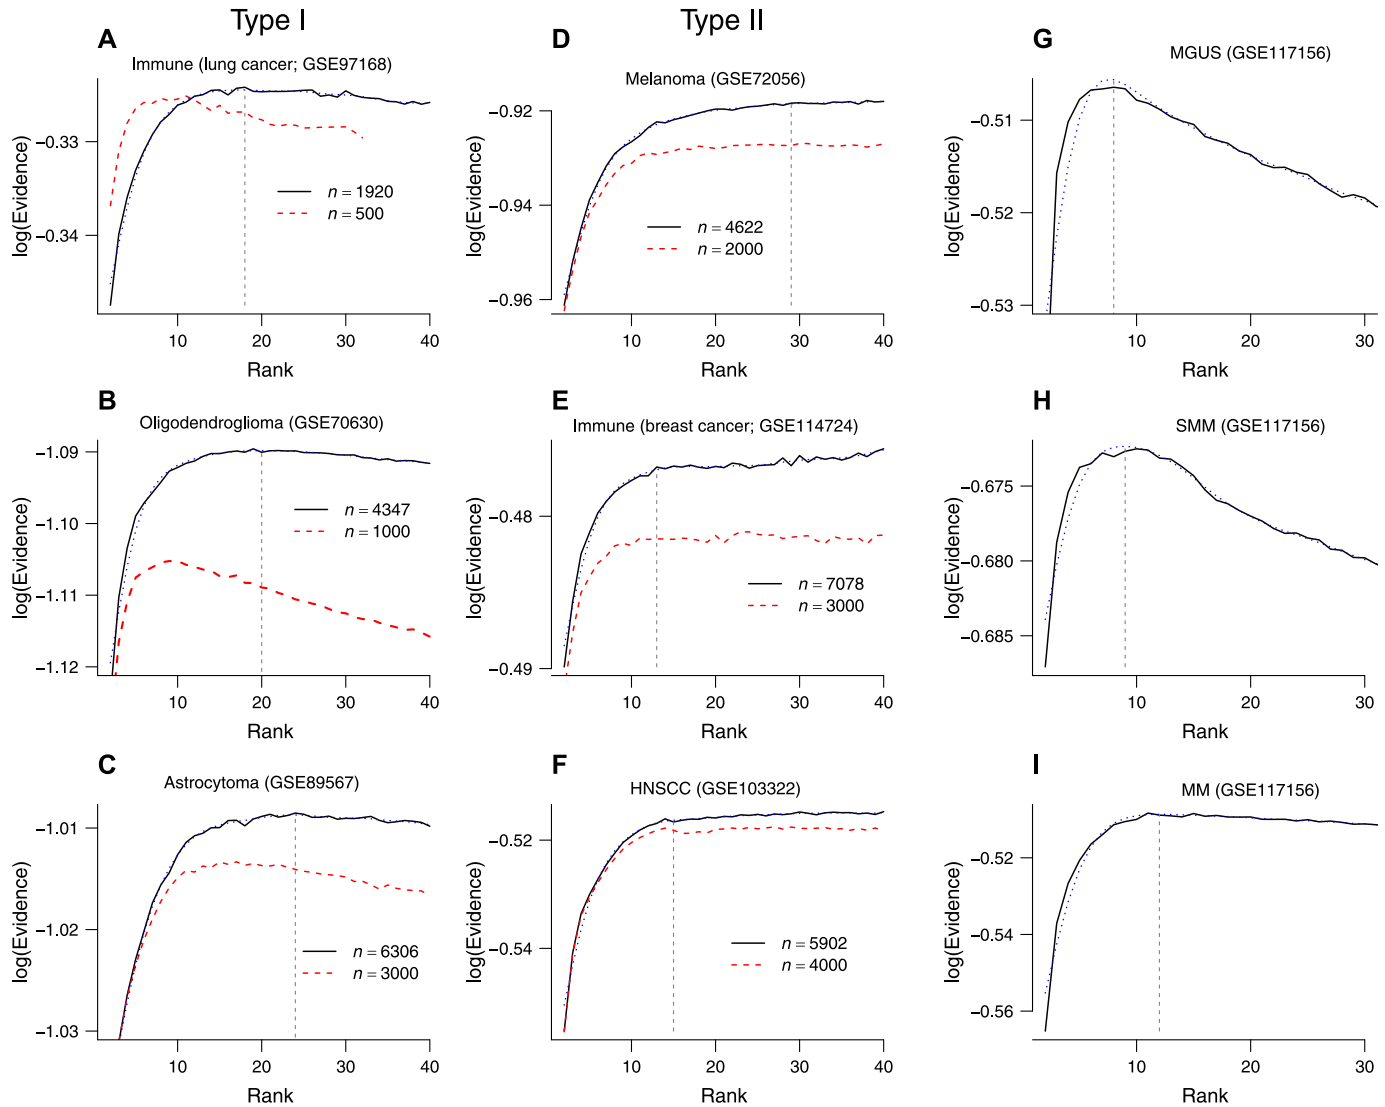 Type I
Type II
A
Immune (lung cancer; GSE97168)
log(Evidence)
−0.33
−0.34
n = 1920
n = 500
10
20
30
40
Rank
D
Melanoma (GSE72056)
log(Evidence)
−0.92
−0.94
−0.96
n = 4622
n = 2000
10
20
30
40
Rank
G
MGUS (GSE117156)
log(Evidence)
−0.51
−0.52
−0.53
10
20
30
Rank
B
Oligodendroglioma (GSE70630)
log(Evidence)
−1.09
−1.10
−1.11
−1.12
n = 4347
n = 1000
10
20
30
40
Rank
E
Immune (breast cancer; GSE114724)
log(Evidence)
−0.48
−0.49
n = 7078
n = 3000
10
20
30
40
Rank
H
SMM (GSE117156)
log(Evidence)
−0.675
−0.680
−0.685
10
20
30
Rank
C
Astrocytoma (GSE89567)
log(Evidence)
−1.01
−1.02
−1.03
n = 6306
n = 3000
10
20
30
40
Rank
F
HNSCC (GSE103322)
log(Evidence)
−0.52
−0.54
n = 5902
n = 4000
10
20
30
40
Rank
I
MM (GSE117156)
log(Evidence)
−0.52
−0.54
−0.56
10
20
30
Rank